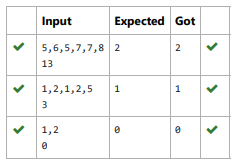 Input Expected Got
5,6,5,7,7,8 2 2
13
1,2,1,2,5 1 1
3
1,2 0 0
0